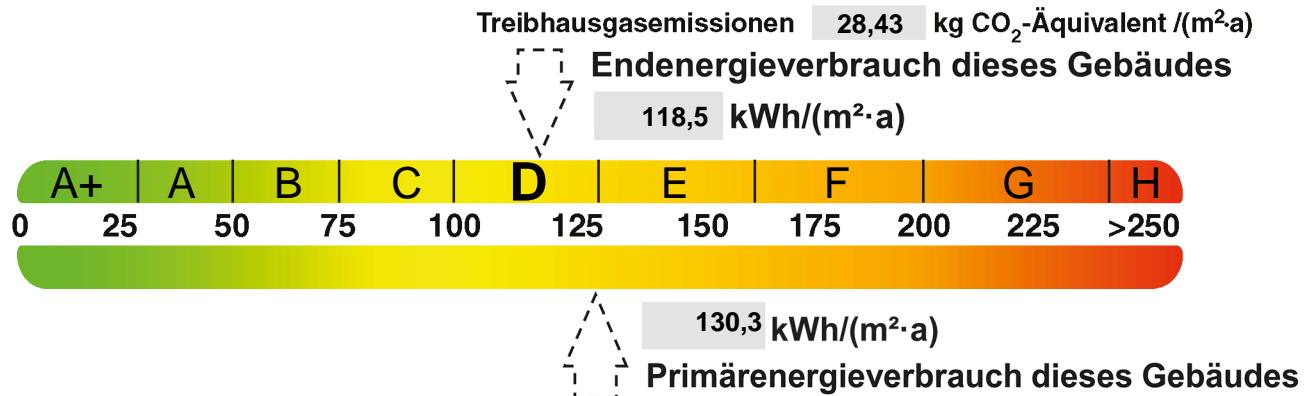 Treibhausgasemissionen 28,43 kg CO₂-Äquivalent /(m²·a)
Endenergieverbrauch dieses Gebäudes
118,5 kWh/(m²·a)
A+ A B C D E F G H
0 25 50 75 100 125 150 175 200 225 >250
130,3 kWh/(m²·a)
Primärenergieverbrauch dieses Gebäudes